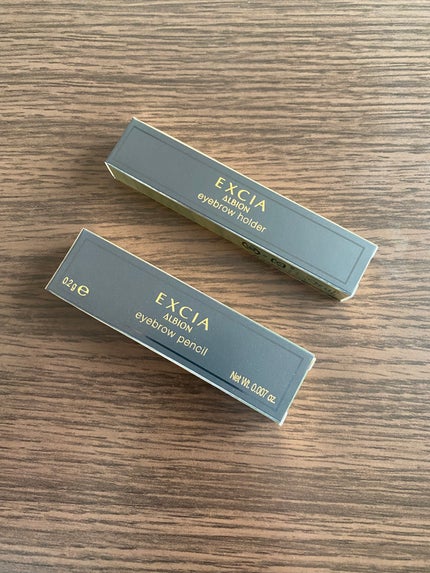 EXCIA
ALBION
eyebrow holder
0.2g ℮
EXCIA
ALBION
eyebrow pencil
Net Wt. 0.007 oz.